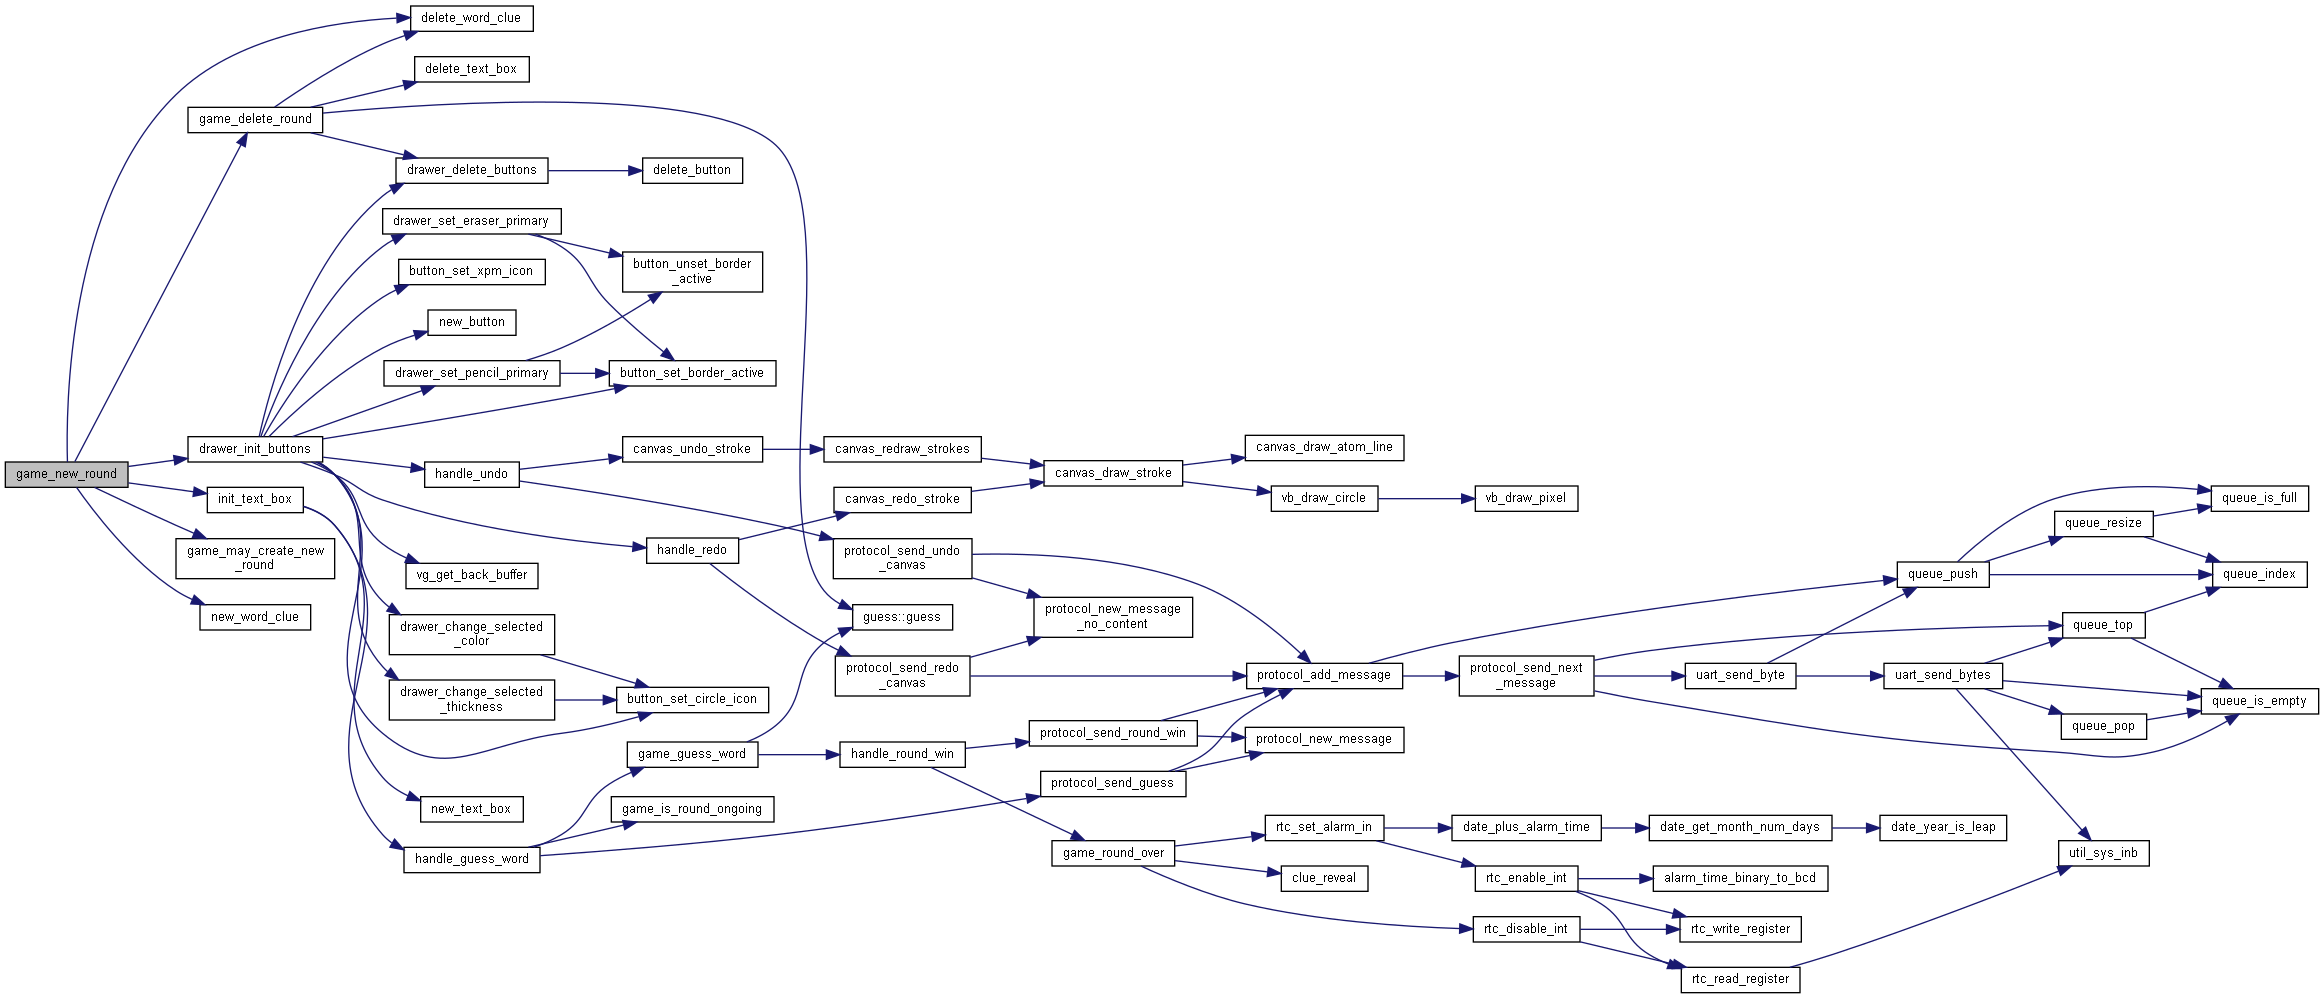 game_new_round
delete_word_clue
game_delete_round
delete_text_box
drawer_delete_buttons
delete_button
drawer_set_eraser_primary
button_unset_border
_active
button_set_xpm_icon
new_button
drawer_set_pencil_primary
button_set_border_active
drawer_init_buttons
handle_undo
canvas_undo_stroke
canvas_redraw_strokes
canvas_draw_stroke
canvas_draw_atom_line
vb_draw_circle
vb_draw_pixel
init_text_box
canvas_redo_stroke
game_may_create_new
_round
handle_redo
protocol_send_undo
_canvas
vg_get_back_buffer
new_word_clue
guess::guess
protocol_new_message
_no_content
drawer_change_selected
_color
protocol_send_redo
_canvas
protocol_add_message
protocol_send_next
_message
uart_send_byte
uart_send_bytes
queue_push
queue_resize
queue_is_full
queue_index
queue_top
queue_is_empty
queue_pop
drawer_change_selected
_thickness
button_set_circle_icon
game_guess_word
handle_round_win
protocol_send_round_win
protocol_new_message
protocol_send_guess
new_text_box
game_is_round_ongoing
handle_guess_word
game_round_over
rtc_set_alarm_in
date_plus_alarm_time
date_get_month_num_days
date_year_is_leap
clue_reveal
rtc_enable_int
alarm_time_binary_to_bcd
util_sys_inb
rtc_disable_int
rtc_write_register
rtc_read_register